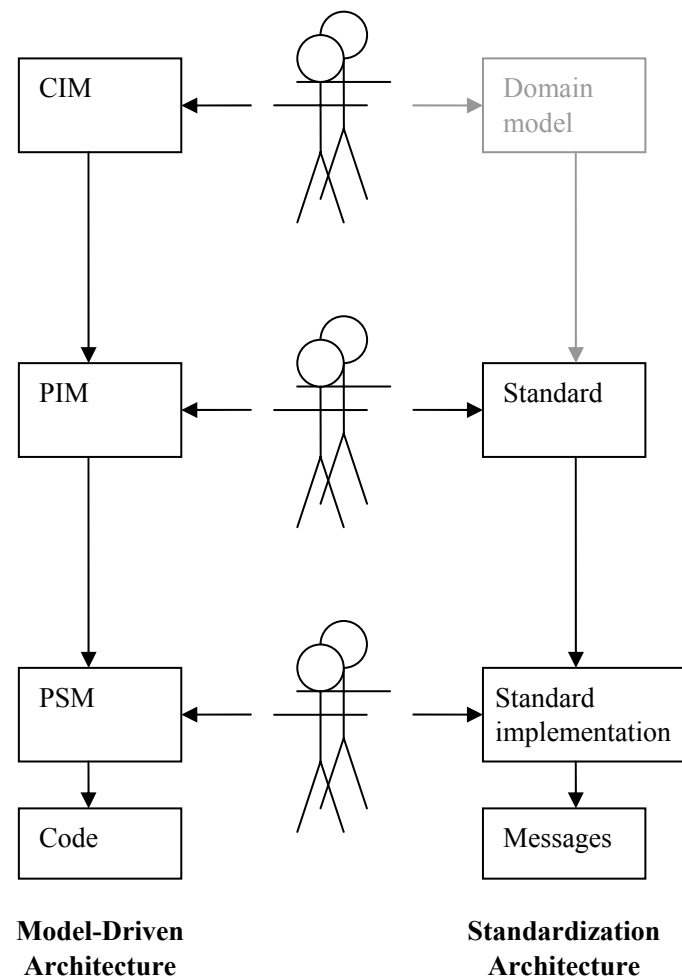 CIM
Domain
model
PIM
Standard
PSM
Standard
implementation
Code
Messages
Model-Driven
Architecture
Standardization
Architecture